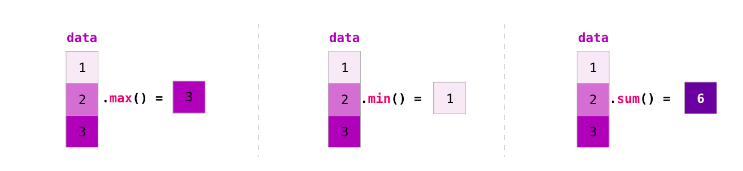 data data data
1 1 1
2 .max() = 3 2 .min() = 1 2 .sum() = 6
3 3 3